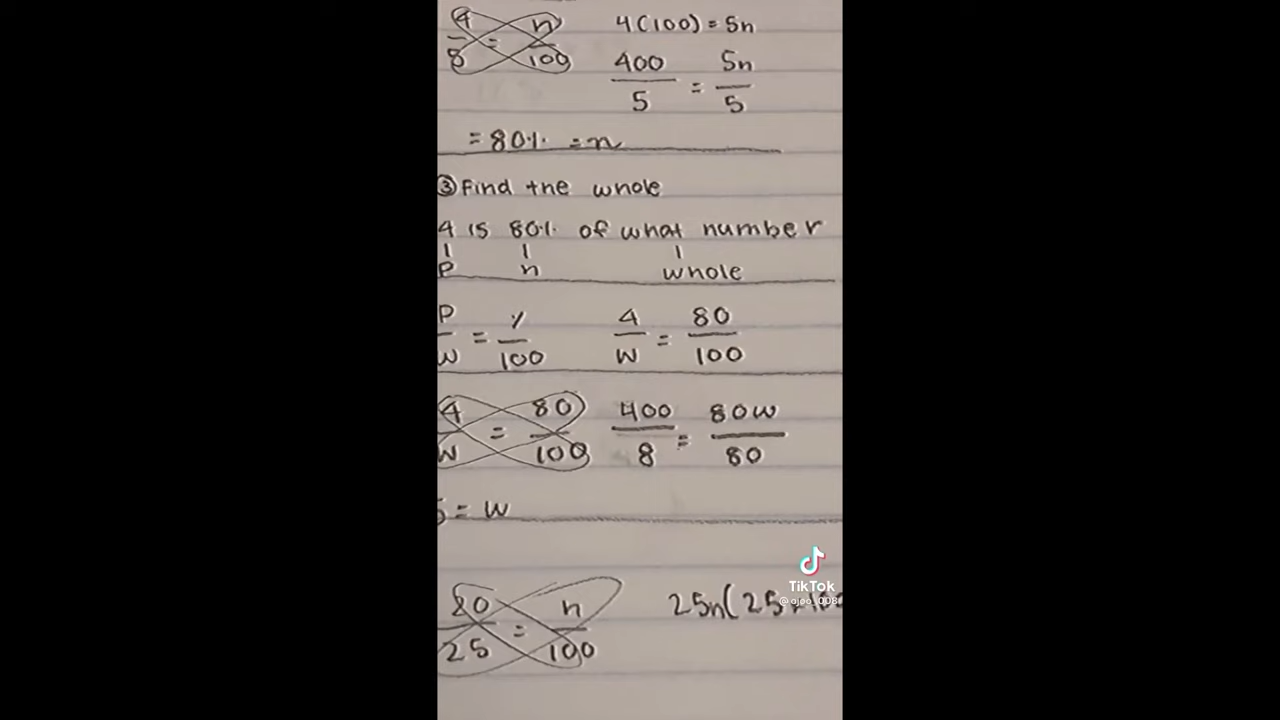 4/8 = n/100 4(100) = 5n
400/5 = 5n/5
= 80% = n
③ Find the whole
4 is 80% of what number
P n whole
P/W = %/100 4/W = 80/100
4/W = 80/100 400/8 = 80W/80
5 = W
80/25 = n/100 25n(25
TikTok